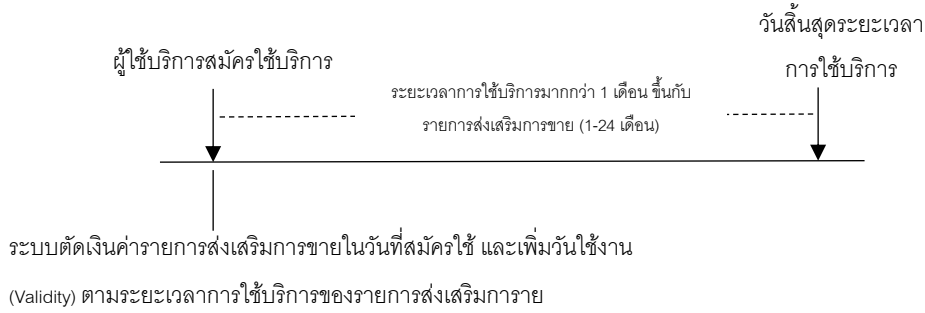 วันสิ้นสุดระยะเวลา
การใช้บริการ
ผู้ใช้บริการสมัครใช้บริการ
ระยะเวลาการใช้บริการมากกว่า 1 เดือน ขึ้นกับ
รายการส่งเสริมการขาย (1-24 เดือน)
ระบบตัดเงินค่ารายการส่งเสริมการขายในวันที่สมัครใช้ และเพิ่มวันใช้งาน
(Validity) ตามระยะเวลาการใช้บริการของรายการส่งเสริมการาย